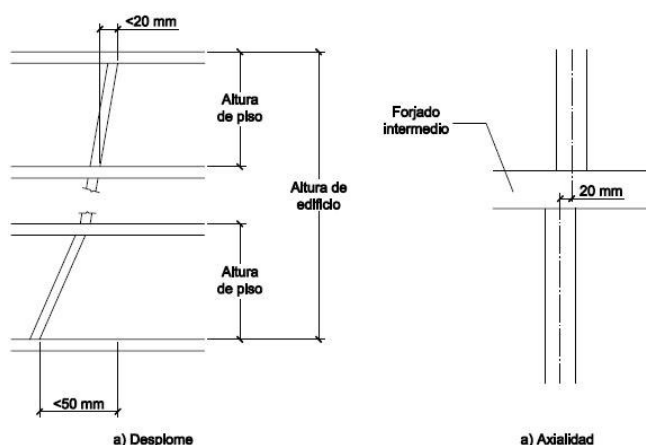 <20 mm
Altura
de piso
Altura de
edificio
Altura
de piso
<50 mm
a) Desplome
Forjado
intermedio
20 mm
a) Axialidad